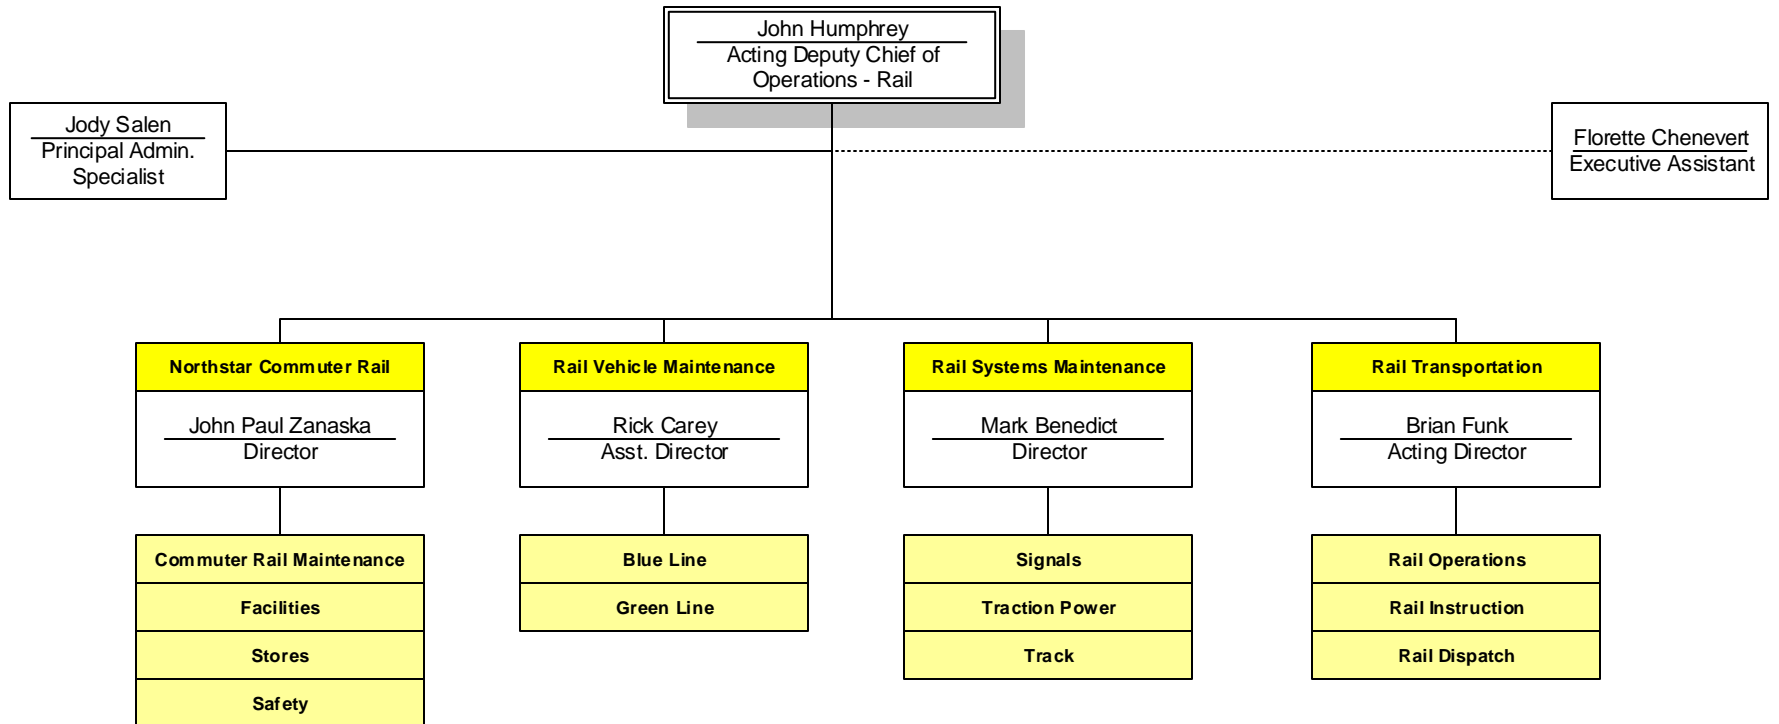 John Humphrey
Acting Deputy Chief of
Operations - Rail
Jody Salen
Principal Admin.
Specialist
Florette Chenevert
Executive Assistant
Northstar Commuter Rail
John Paul Zanaska
Director
Commuter Rail Maintenance
Facilities
Stores
Safety
Rail Vehicle Maintenance
Rick Carey
Asst. Director
Blue Line
Green Line
Rail Systems Maintenance
Mark Benedict
Director
Signals
Traction Power
Track
Rail Transportation
Brian Funk
Acting Director
Rail Operations
Rail Instruction
Rail Dispatch